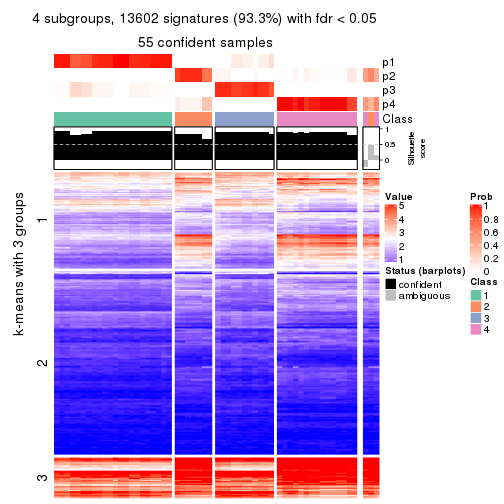 4 subgroups, 13602 signatures (93.3%) with fdr < 0.05
55 confident samples
p1
p2
p3
p4
Class
1
0.5
0
Silhouette
score
k-means with 3 groups
1
2
3
Value
5
4
3
2
1
Status (barplots)
confident
ambiguous
Prob
1
0.8
0.6
0.4
0.2
0
Class
1
2
3
4